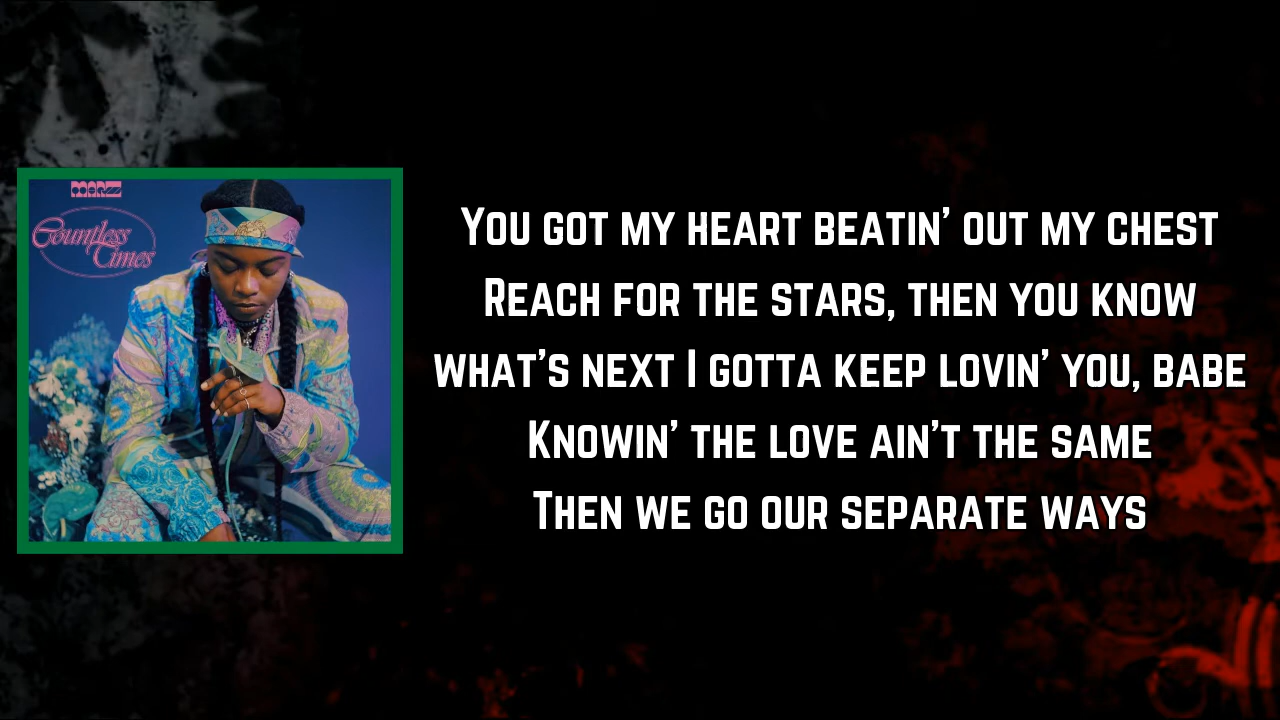 MARZZ
Countless
Times
You got my heart beatin' out my chest
Reach for the stars, then you know
what's next I gotta keep lovin' you, babe
Knowin' the love ain't the same
Then we go our separate ways